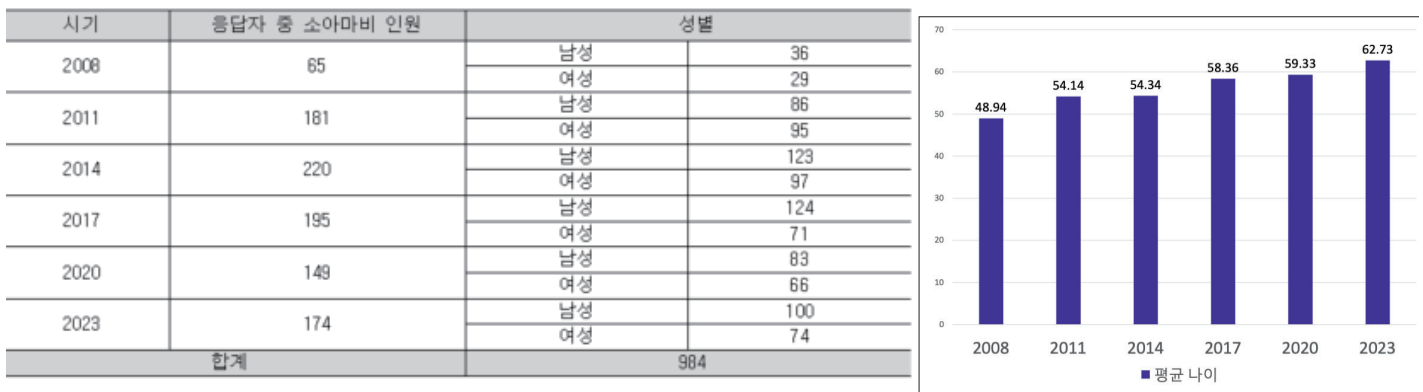 시기 응답자 중 소아마비 인원 성별
2008 65 남성 36
여성 29
2011 181 남성 86
여성 95
2014 220 남성 123
여성 97
2017 195 남성 124
여성 71
2020 149 남성 83
여성 66
2023 174 남성 100
여성 74
합계 984
70
60
50
40
30
20
10
0
48.94
54.14
54.34
58.36
59.33
62.73
2008 2011 2014 2017 2020 2023
평균 나이